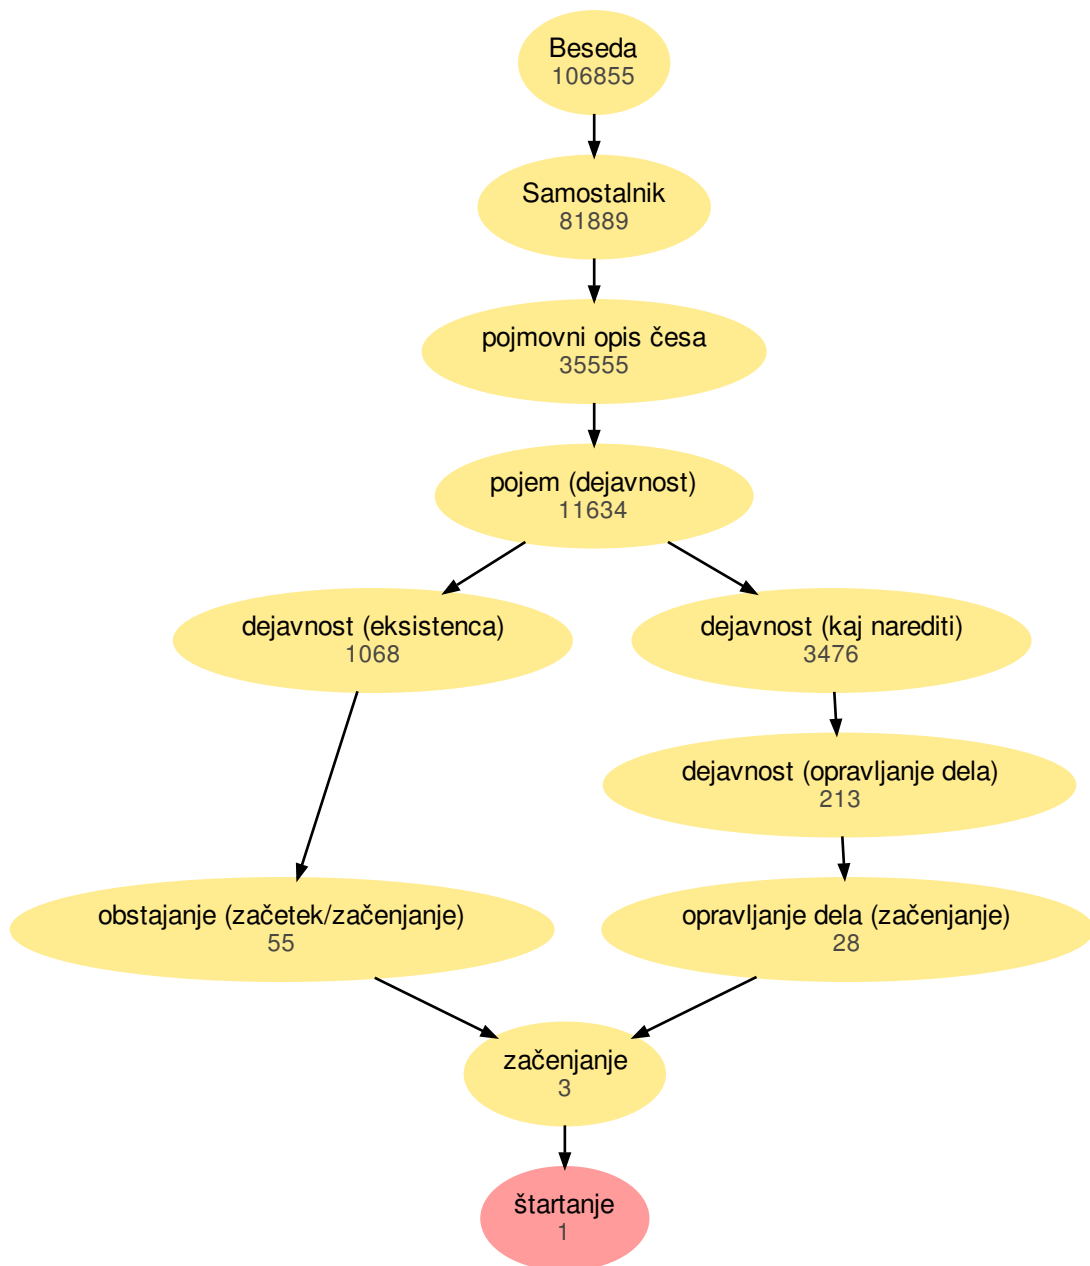 Beseda
106855
Samostalnik
81889
pojmovni opis česa
35555
pojem (dejavnost)
11634
dejavnost (eksistenca)
1068
dejavnost (kaj narediti)
3476
dejavnost (opravljanje dela)
213
obstajanje (začetek/začenjanje)
55
opravljanje dela (začenjanje)
28
začenjanje
3
štartanje
1